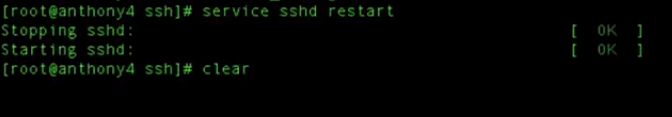 [root@anthony4 ssh]# service sshd restart
Stopping sshd: [ OK ]
Starting sshd: [ OK ]
[root@anthony4 ssh]# clear